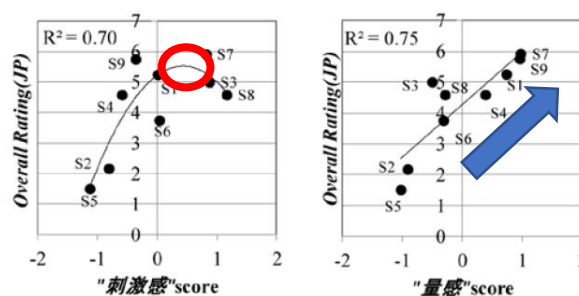 Overall Rating(JP)
R² = 0.70
7
6
5
4
3
2
1
0
S9
S7
S1
S3
S4
S8
S6
S2
S5
-2
-1
0
1
2
"刺激感"score
Overall Rating(JP)
R² = 0.75
7
6
5
4
3
2
1
0
S7
S9
S3
S1
S8
S4
S6
S2
S5
-2
-1
0
1
"量感"score